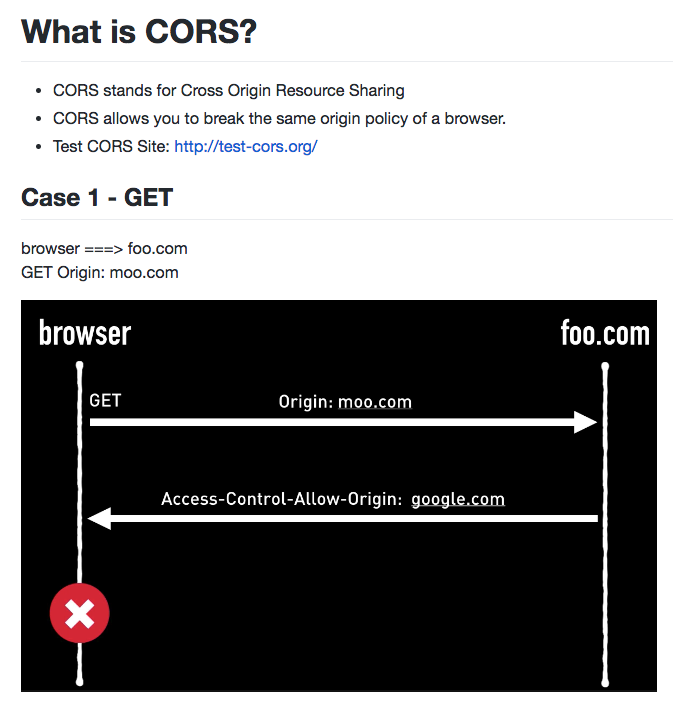 What is CORS?
CORS stands for Cross Origin Resource Sharing
CORS allows you to break the same origin policy of a browser.
Test CORS Site: http://test-cors.org/
Case 1 - GET
browser ===> foo.com
GET Origin: moo.com
browser
foo.com
GET
Origin: moo.com
Access-Control-Allow-Origin: google.com